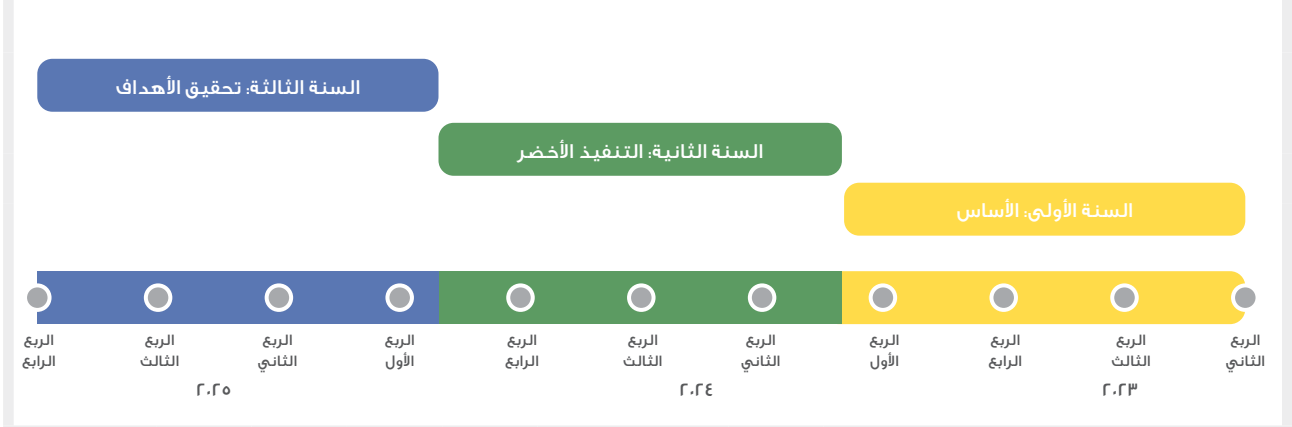 السنة الثالثة: تحقيق الأهداف
السنة الثانية: التنفيذ الأخضر
السنة الأولى: الأساس
الربع الثاني
الربع الثالث
الربع الرابع
الربع الأول
الربع الثاني
الربع الثالث
الربع الرابع
الربع الأول
الربع الثاني
الربع الثالث
الربع الرابع
٢٠٢٣
٢٠٢٤
٢٠٢٥